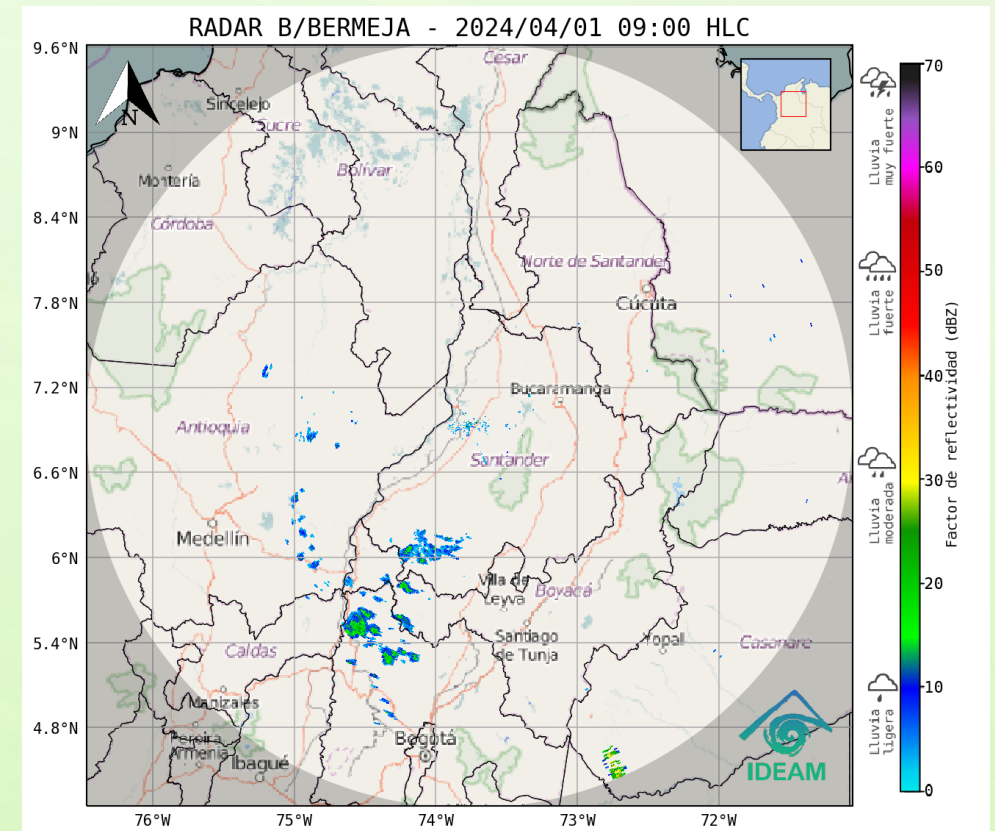 RADAR B/BERMEJA - 2024/04/01 09:00 HLC
9.6°N
9°N
8.4°N
7.8°N
7.2°N
6.6°N
6°N
5.4°N
4.8°N
76°W
75°W
74°W
73°W
72°W
N
Cesar
Sincelejo
Sucre
Bolívar
Montería
Córdoba
Norte de Santander
Cúcuta
Bucaramanga
Antioquia
Santander
Medellín
Villa de
Leyva
Boyacá
Santiago
de Tunja
Yopal
Casanare
Caldas
Manizales
Pereira
Armenia
Ibagué
Bogotá
IDEAM
Lluvia
muy fuerte
Lluvia
fuerte
Lluvia
moderada
Lluvia
ligera
70
60
50
40
30
20
10
0
Factor de reflectividad (dBZ)